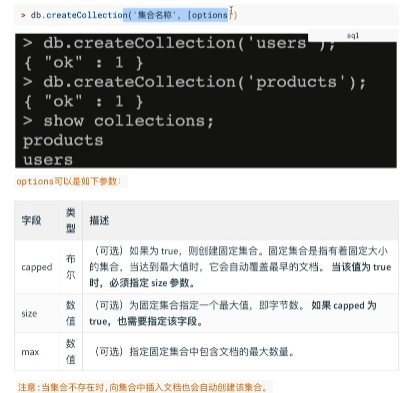 > db.createCollection('集合名称', [options])
sql
> db.createCollection('users');
{ "ok" : 1 }
> db.createCollection('products');
{ "ok" : 1 }
> show collections;
products
users
options可以是如下参数：
字段 类型 描述
capped 布尔 （可选）如果为 true，则创建固定集合。固定集合是指有着固定大小
的集合，当达到最大值时，它会自动覆盖最早的文档。 当该值为 true
时，必须指定 size 参数。
size 数值 （可选）为固定集合指定一个最大值，即字节数。 如果 capped 为
true，也需要指定该字段。
max 数值 （可选）指定固定集合中包含文档的最大数量。
注意:当集合不存在时,向集合中插入文档也会自动创建该集合。